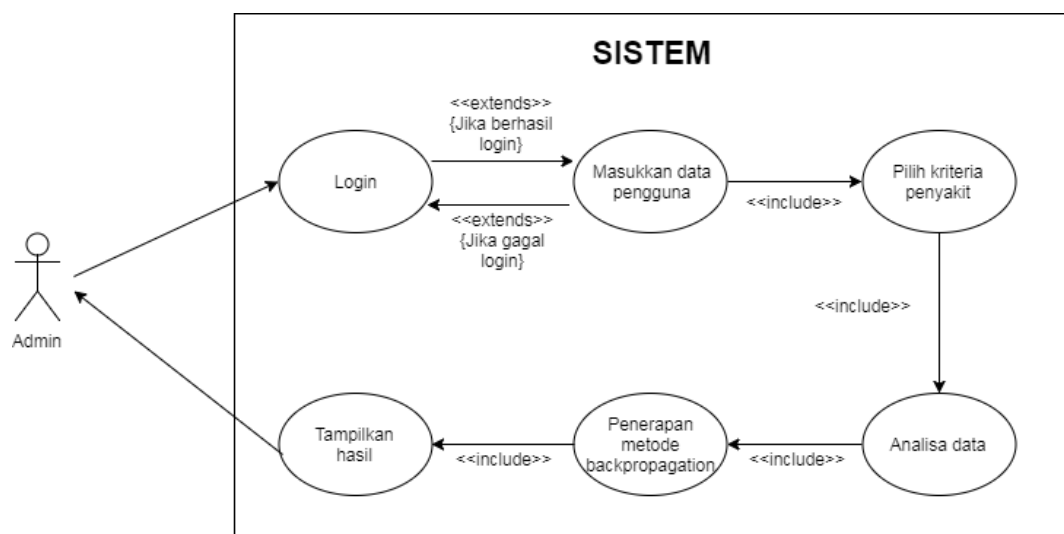 SISTEM
<<extends>>
{Jika berhasil
login}
Login
Masukkan data
pengguna
Pilih kriteria
penyakit
<<include>>
<<extends>>
{Jika gagal
login}
<<include>>
Admin
Tampilkan
hasil
Penerapan
metode
backpropagation
Analisa data
<<include>>
<<include>>